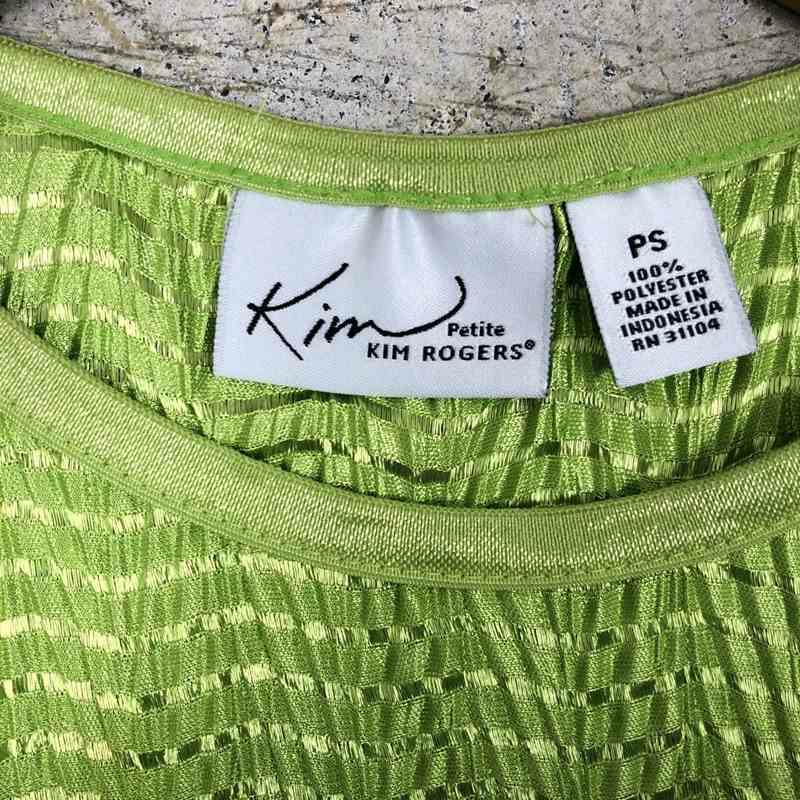 Kim
Petite
KIM ROGERS®
PS
100%
POLYESTER
MADE IN
INDONESIA
RN 31104